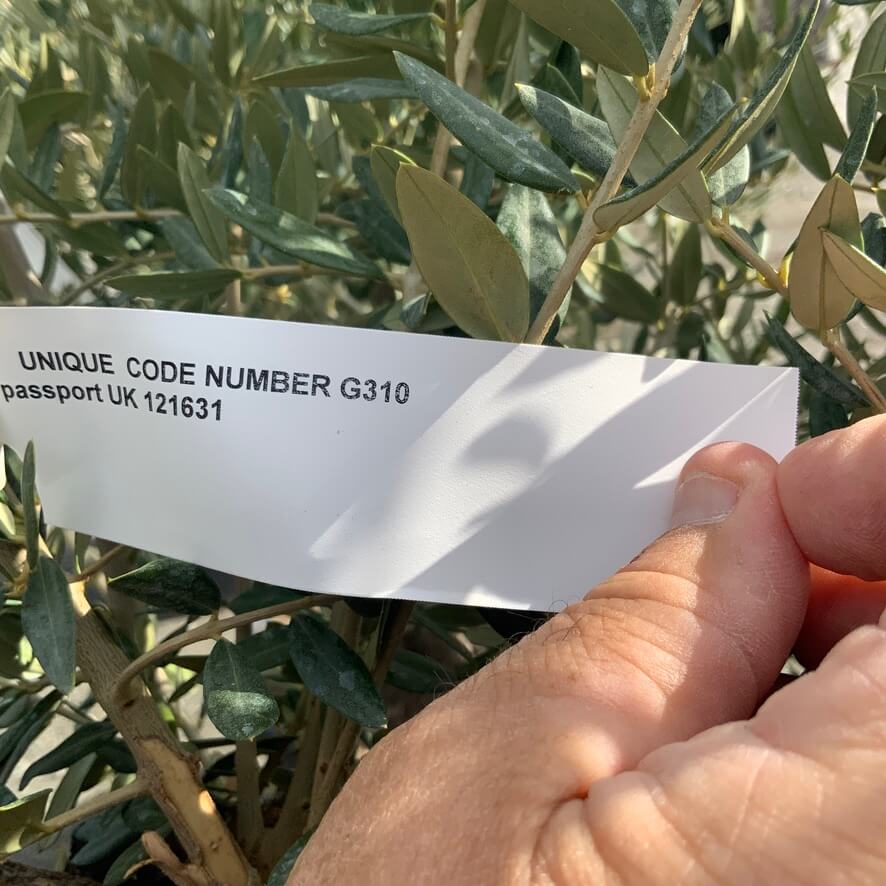 UNIQUE CODE NUMBER G310
passport UK 121631